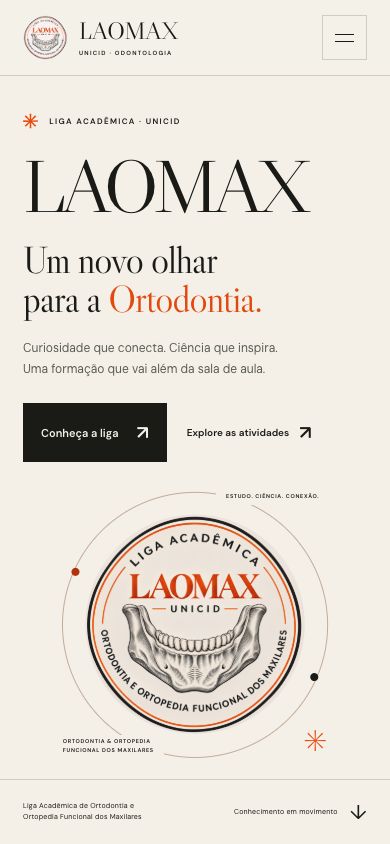 LAOMAX
UNICID · ODONTOLOGIA
LIGA ACADÊMICA · UNICID
LAOMAX
Um novo olhar
para a Ortodontia.
Curiosidade que conecta. Ciência que inspira.
Uma formação que vai além da sala de aula.
Conheça a liga
Explore as atividades
ESTUDO. CIÊNCIA. CONEXÃO.
LIGA ACADÊMICA
LAOMAX
UNICID
ORTODONTIA E ORTOPEDIA FUNCIONAL DOS MAXILARES
ORTODONTIA & ORTOPEDIA
FUNCIONAL DOS MAXILARES
Liga Acadêmica de Ortodontia e
Ortopedia Funcional dos Maxilares
Conhecimento em movimento